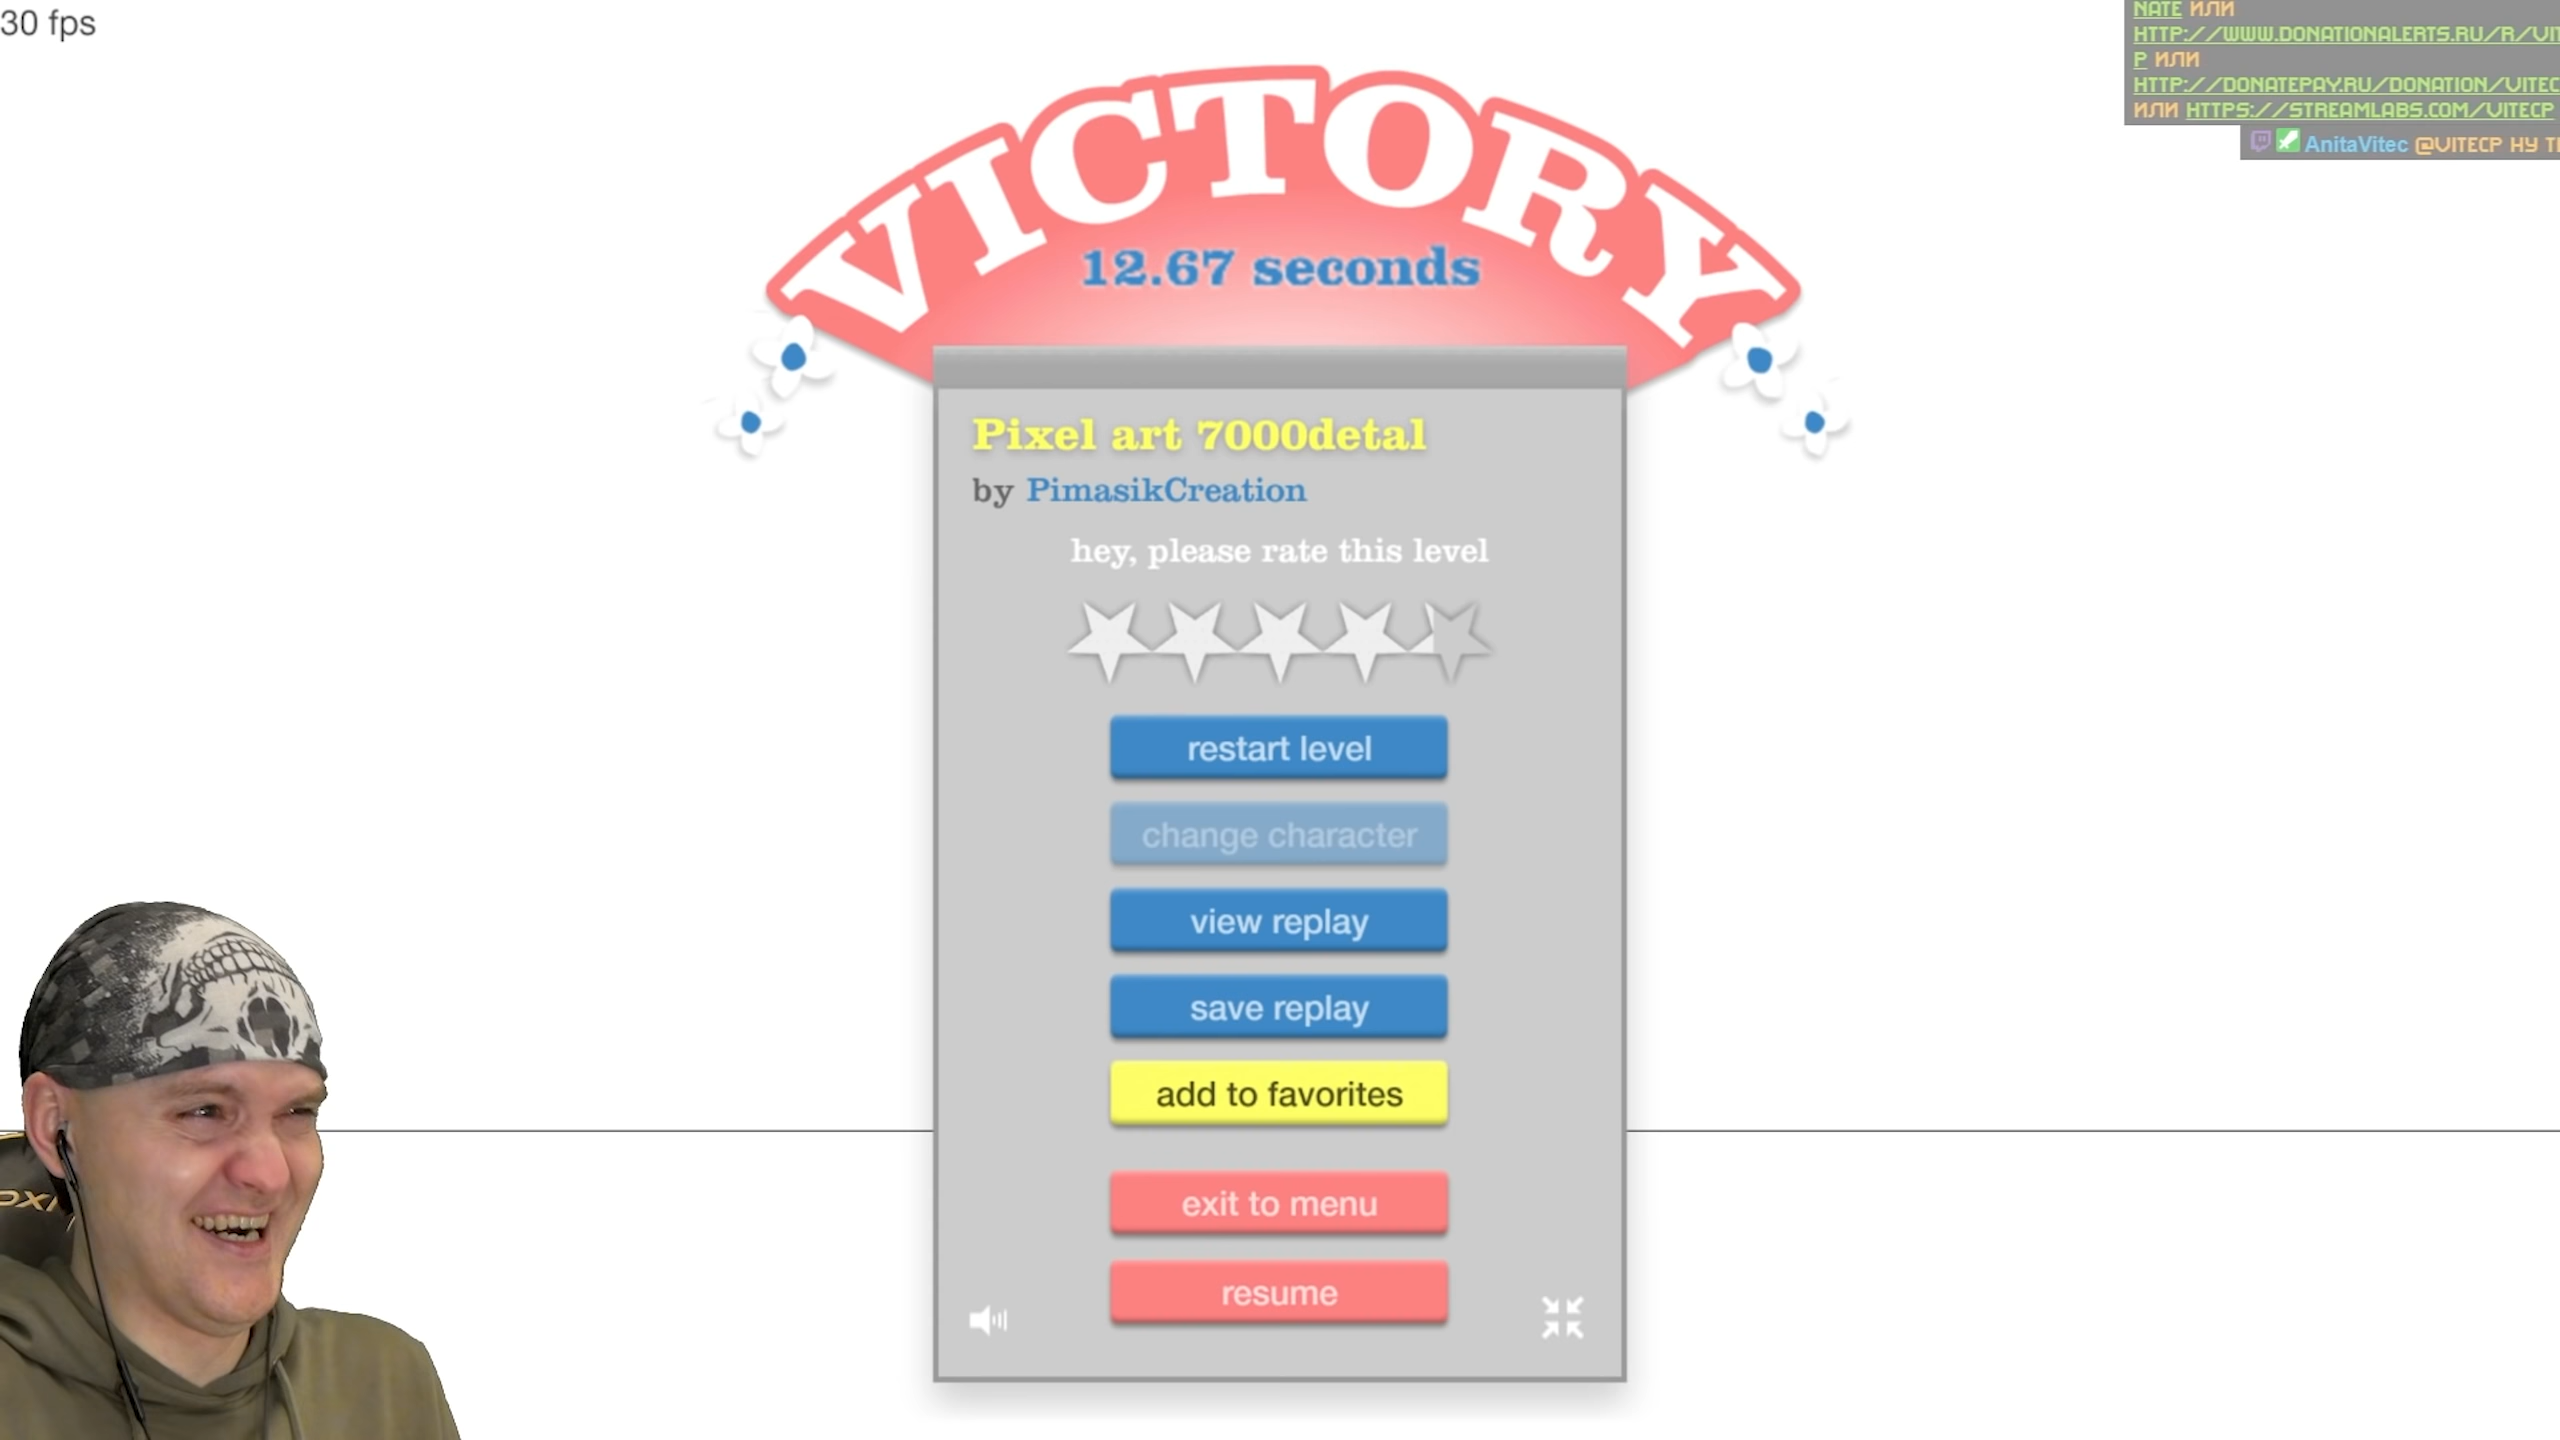 30 fps
NATE ИЛИ
HTTP://WWW.DONATIONALERTS.RU/R/VIT
P ИЛИ
HTTP://DONATEPAY.RU/DONATION/VITEC
ИЛИ HTTPS://STREAMLABS.COM/VITECP
AnitaVitec @VITECP НУ
VICTORY
12.67 seconds
Pixel art 7000detal
by PimasikCreation
hey, please rate this level
restart level
change character
view replay
save replay
add to favorites
exit to menu
resume